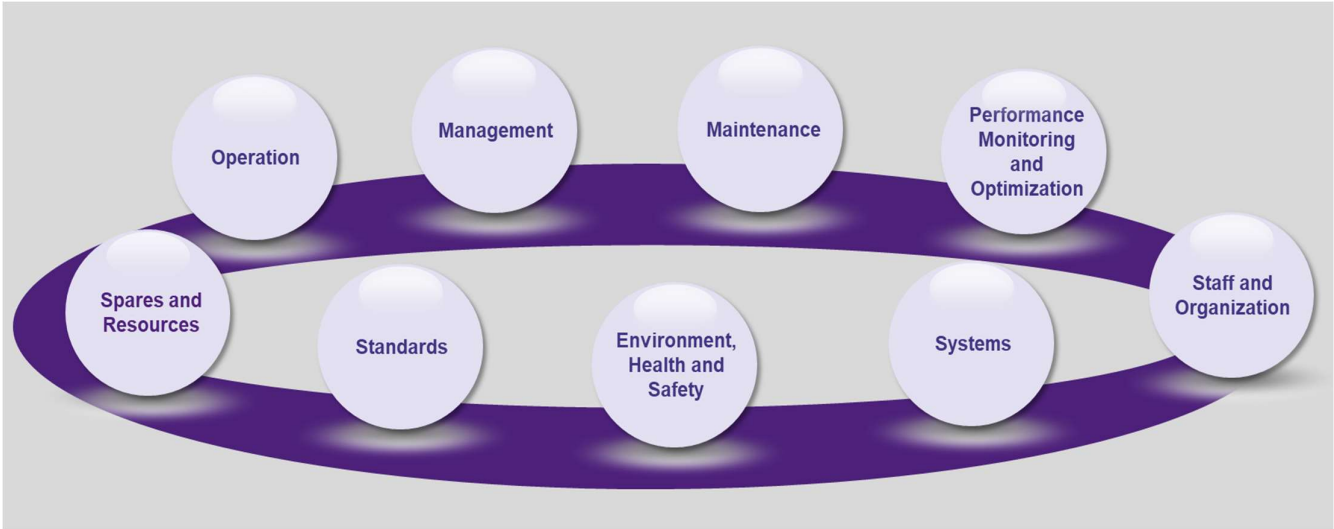 Operation
Management
Maintenance
Performance
Monitoring
and
Optimization
Spares and
Resources
Standards
Environment,
Health and
Safety
Systems
Staff and
Organization